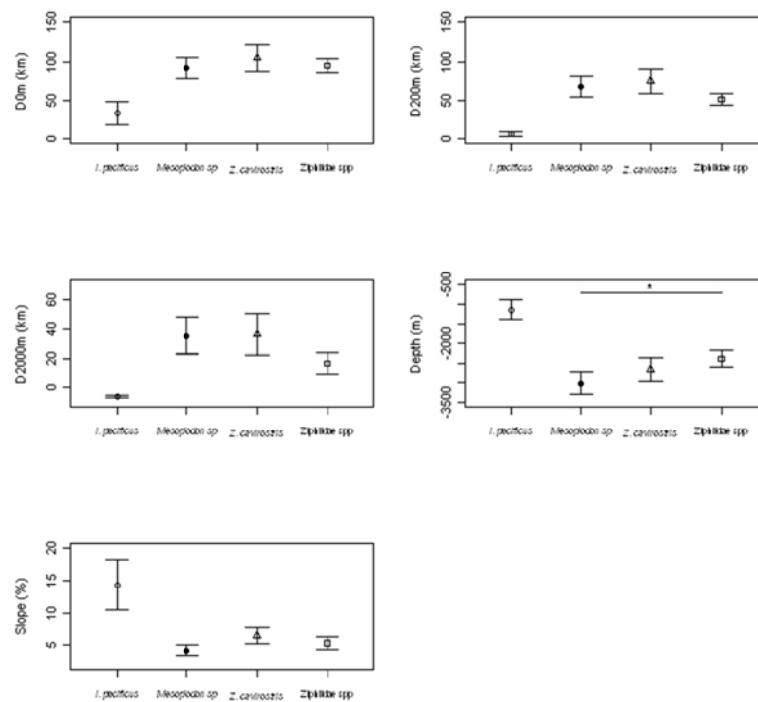 D0m (km)
150
100
50
0
I. pacificus Mesoplodon sp Z. cavirostris Ziphiidae spp
D200m (km)
150
100
50
0
I. pacificus Mesoplodon sp Z. cavirostris Ziphiidae spp
D2000m (km)
60
40
20
0
I. pacificus Mesoplodon sp Z. cavirostris Ziphiidae spp
Depth (m)
-500
-2000
-3500
*
I. pacificus Mesoplodon sp Z. cavirostris Ziphiidae spp
Slope (%)
20
15
10
5
I. pacificus Mesoplodon sp Z. cavirostris Ziphiidae spp